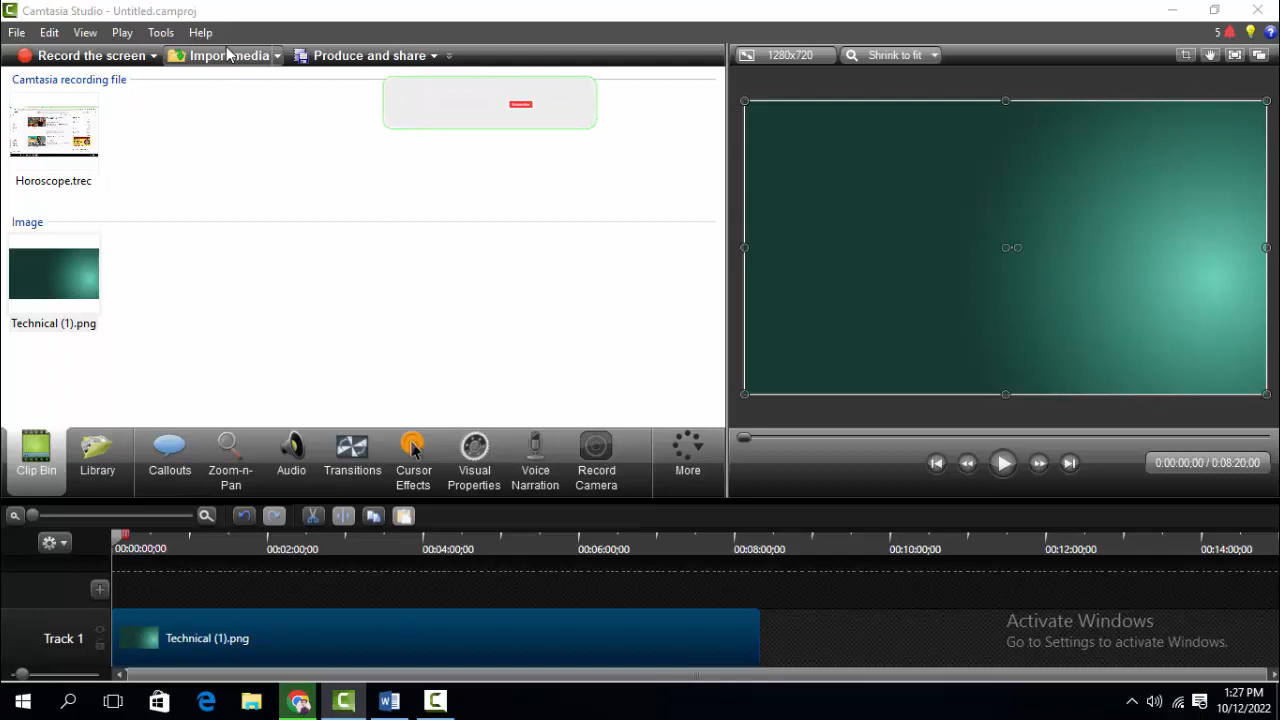 Camtasia Studio - Untitled.camproj
5
File Edit View Play Tools Help
Record the screen Import media Produce and share
1280x720 Shrink to fit
Camtasia recording file
Horoscope.trec
Image
Technical (1).png
Clip Bin Library Callouts Zoom-n-Pan Audio Transitions Cursor Effects Visual Properties Voice Narration Record Camera More
0:00:00;00 / 0:08:20;00
00:00:00;00 00:02:00;00 00:04:00;00 00:06:00;00 00:08:00;00 00:10:00;00 00:12:00;00 00:14:00;00
Track 1 Technical (1).png
Activate Windows
Go to Settings to activate Windows.
1:27 PM
10/12/2022